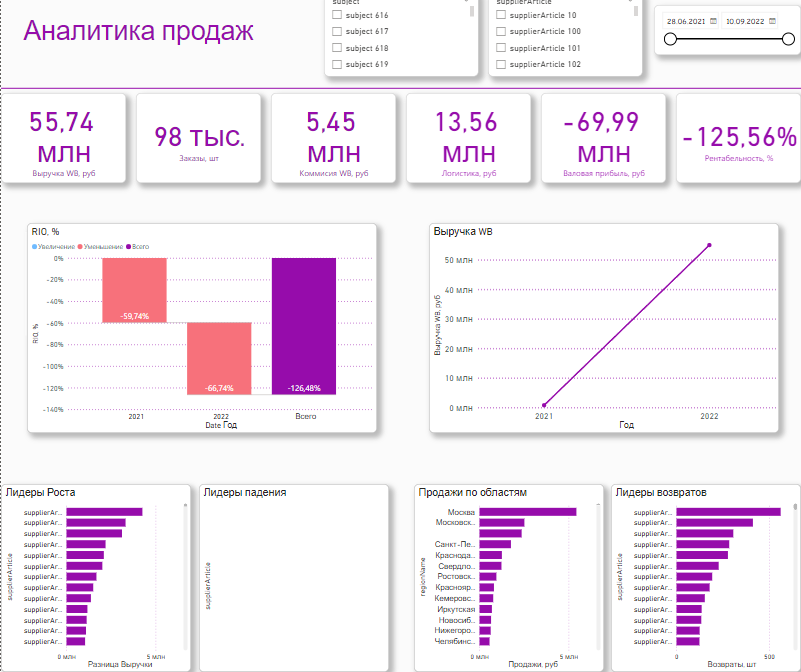 Аналитика продаж
subject
subject 616
subject 617
subject 618
subject 619
supplierArticle
supplierArticle 10
supplierArticle 100
supplierArticle 101
supplierArticle 102
28.06.2021
10.09.2022
55,74
МЛН
Выручка WB, руб
98 тыс.
Заказы, шт
5,45
МЛН
Коммисия WB, руб
13,56
МЛН
Логистика, руб
-69,99
МЛН
Валовая прибыль, руб
-125,56%
Рентабельность, %
RIO, %
Увеличение Уменьшение Всего
0%
-20%
-40%
-60%
-80%
-100%
-120%
-140%
RIO, %
-59,74%
-66,74%
-126,48%
2021
2022
Всего
Date Год
Выручка WB
50 млн
40 млн
30 млн
20 млн
10 млн
0 млн
Выручка WB, руб
2021
2022
Год
Лидеры Роста
supplierArticle
supplierAr...
supplierAr...
supplierAr...
supplierAr...
supplierAr...
supplierAr...
supplierAr...
supplierAr...
supplierAr...
supplierAr...
supplierAr...
supplierAr...
supplierAr...
0 млн
5 млн
Разница Выручки
Лидеры падения
supplierArticle
Продажи по областям
regionName
Москва
Московск...
Санкт-Пе...
Краснода...
Свердло...
Ростовск...
Краснояр...
Кемеровс...
Иркутская
Новосиб...
Нижегоро...
Челябинс...
0 млн
5 млн
Продажи, руб
Лидеры возвратов
supplierArticle
supplierAr...
supplierAr...
supplierAr...
supplierAr...
supplierAr...
supplierAr...
supplierAr...
supplierAr...
supplierAr...
supplierAr...
supplierAr...
supplierAr...
supplierAr...
0
500
Возвраты, шт